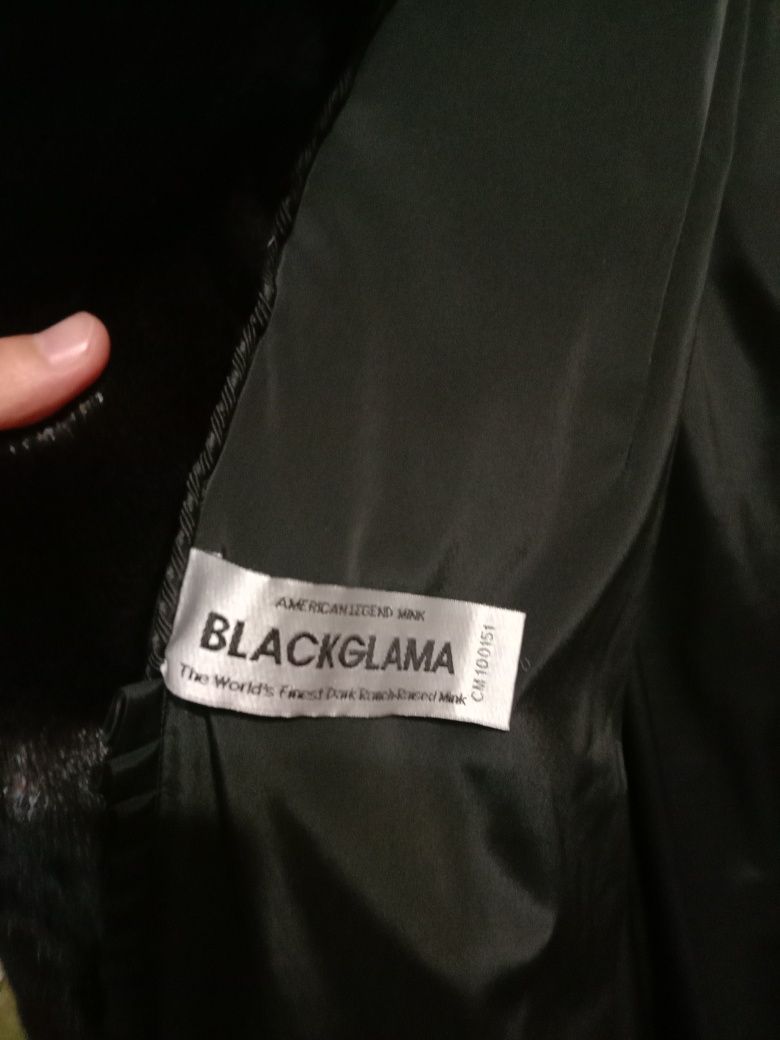 AMERICAN LEGEND MINK
BLACKGLAMA
The World's Finest Dark Ranch-Raised Mink
CM100151